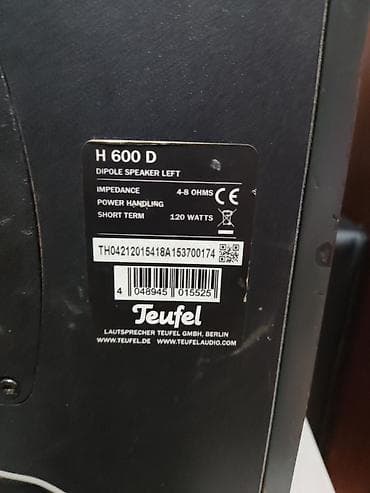 H 600 D
DIPOLE SPEAKER LEFT
IMPEDANCE 4-8 OHMS
POWER HANDLING
SHORT TERM 120 WATTS
CE
TH04212015418A153700174
4 048945 015525
Teufel
LAUTSPRECHER TEUFEL GMBH, BERLIN
WWW.TEUFEL.DE WWW.TEUFELAUDIO.COM